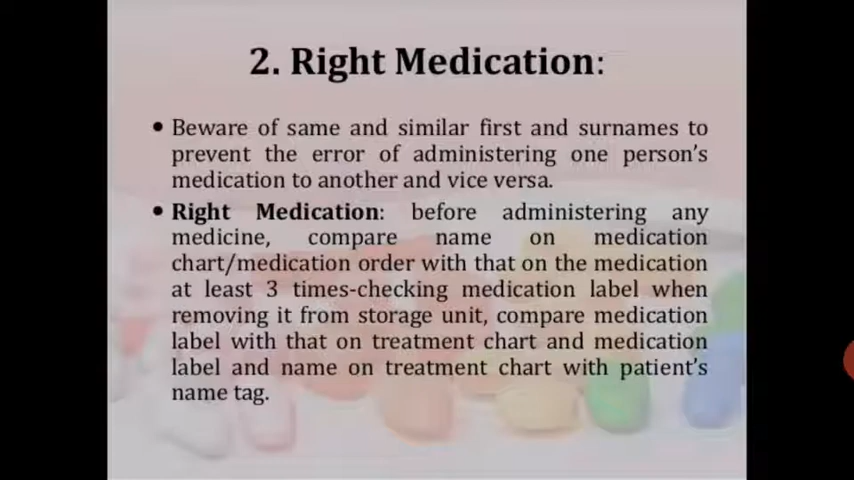 2. Right Medication:
• Beware of same and similar first and surnames to
prevent the error of administering one person's
medication to another and vice versa.
• Right Medication: before administering any
medicine, compare name on medication
chart/medication order with that on the medication
at least 3 times-checking medication label when
removing it from storage unit, compare medication
label with that on treatment chart and medication
label and name on treatment chart with patient's
name tag.